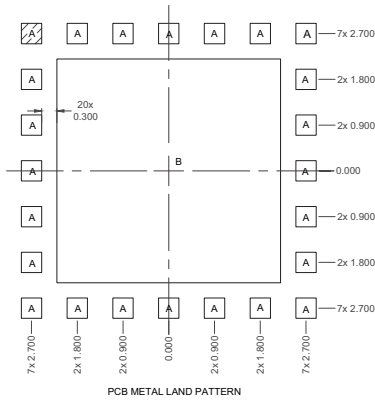 A A A A A A A 7x 2.700
A A 2x 1.800
20x
0.300
A A 2x 0.900
A B A 0.000
A A 2x 0.900
A A 2x 1.800
A A A A A A A 7x 2.700
7x 2.700 2x 1.800 2x 0.900 0.000 2x 0.900 2x 1.800 7x 2.700
PCB METAL LAND PATTERN